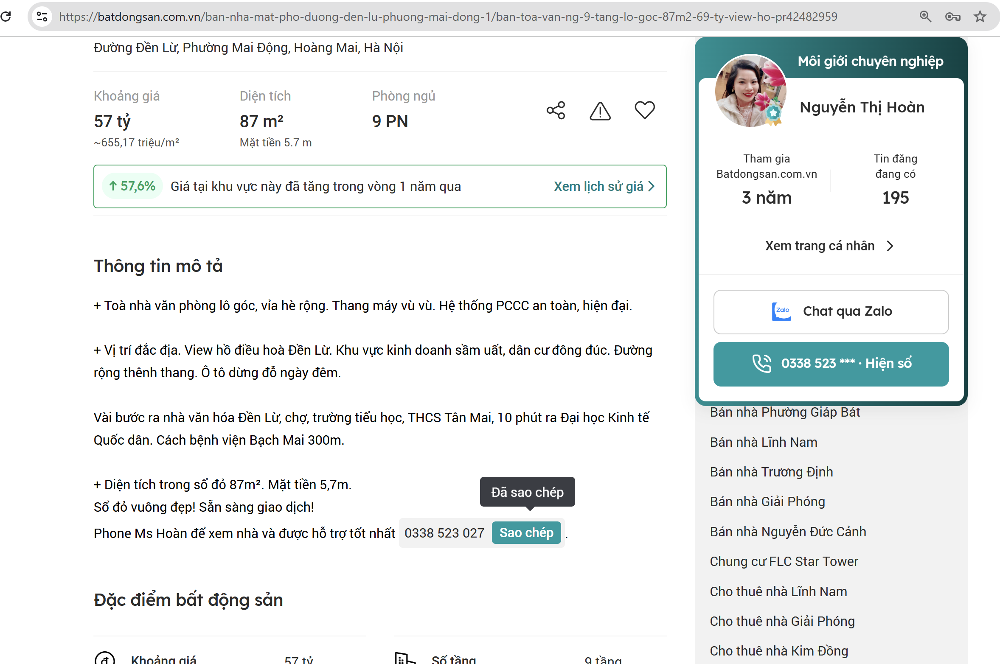 https://batdongsan.com.vn/ban-nha-mat-pho-duong-den-lu-phuong-mai-dong-1/ban-toa-van-ng-9-tang-lo-goc-87m2-69-ty-view-ho-pr42482959
Đường Đền Lừ, Phường Mai Động, Hoàng Mai, Hà Nội
Khoảng giá
57 tỷ
~655,17 triệu/m²
Diện tích
87 m²
Mặt tiền 5.7 m
Phòng ngủ
9 PN
57,6%
Giá tại khu vực này đã tăng trong vòng 1 năm qua
Xem lịch sử giá
Thông tin mô tả
+ Toà nhà văn phòng lô góc, vỉa hè rộng. Thang máy vù vù. Hệ thống PCCC an toàn, hiện đại.
+ Vị trí đắc địa. View hồ điều hoà Đền Lừ. Khu vực kinh doanh sầm uất, dân cư đông đúc. Đường
rộng thênh thang. Ô tô dừng đỗ ngày đêm.
Vài bước ra nhà văn hóa Đền Lừ, chợ, trường tiểu học, THCS Tân Mai, 10 phút ra Đại học Kinh tế
Quốc dân. Cách bệnh viện Bạch Mai 300m.
+ Diện tích trong sổ đỏ 87m². Mặt tiền 5,7m.
Sổ đỏ vuông đẹp! Sẵn sàng giao dịch!
Đã sao chép
Phone Ms Hoàn để xem nhà và được hỗ trợ tốt nhất 0338 523 027 Sao chép .
Đặc điểm bất động sản
Khoảng giá
57 tỷ
Số tầng
9 tầng
Môi giới chuyên nghiệp
Nguyễn Thị Hoàn
Tham gia
Batdongsan.com.vn
3 năm
Tin đăng
đang có
195
Xem trang cá nhân
Zalo
Chat qua Zalo
0338 523 *** · Hiện số
Bán nhà Phường Giáp Bát
Bán nhà Lĩnh Nam
Bán nhà Trương Định
Bán nhà Giải Phóng
Bán nhà Nguyễn Đức Cảnh
Chung cư FLC Star Tower
Cho thuê nhà Lĩnh Nam
Cho thuê nhà Giải Phóng
Cho thuê nhà Kim Đồng